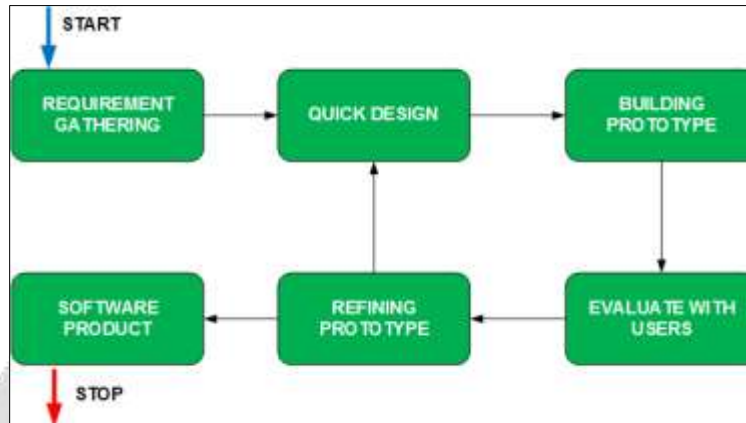 START
REQUIREMENT
GATHERING
QUICK DESIGN
BUILDING
PROTOTYPE
SOFTWARE
PRODUCT
REFINING
PROTOTYPE
EVALUATE WITH
USERS
STOP